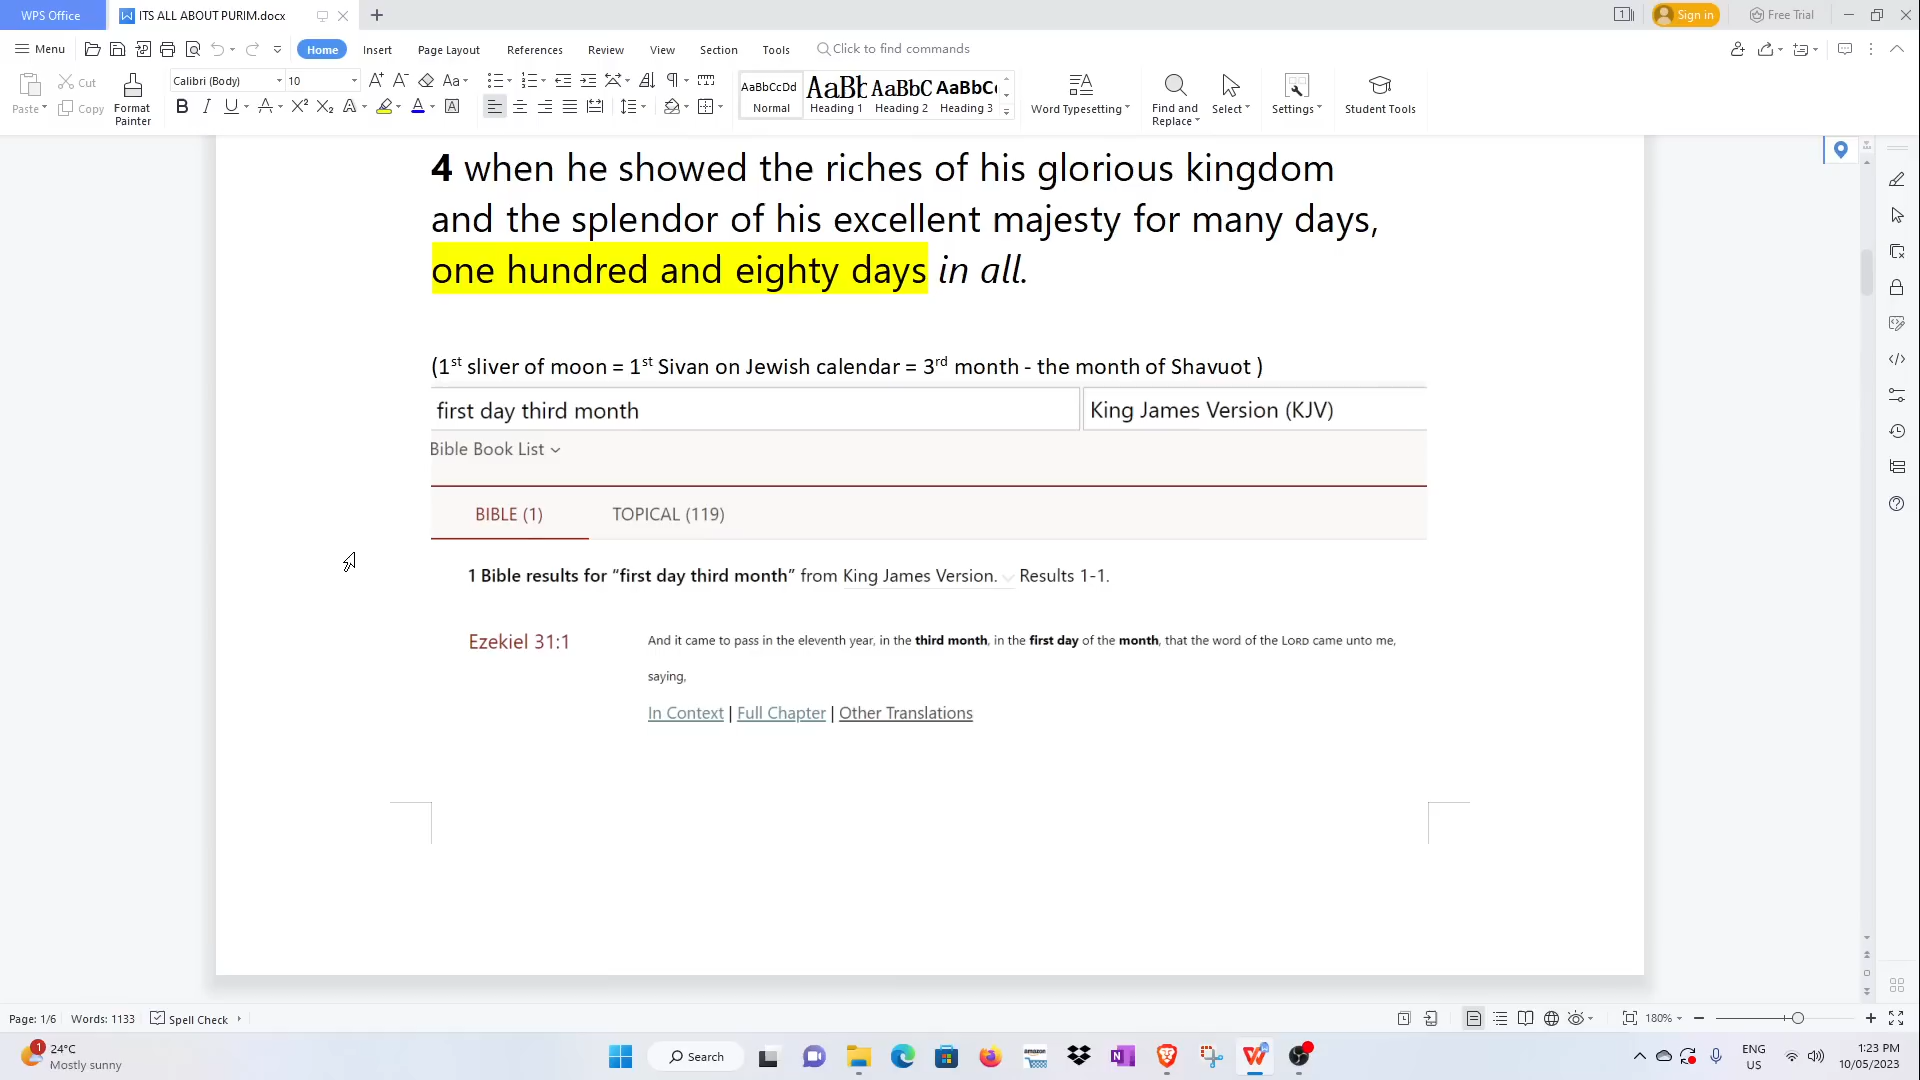 WPS Office
ITS ALL ABOUT PURIM.docx
Sign in
Free Trial
Menu
Home
Insert
Page Layout
References
Review
View
Section
Tools
Click to find commands
Paste
Cut
Copy
Format
Painter
Calibri (Body)
10
AaBbCcDd
Normal
AaBb
Heading 1
AaBbC
Heading 2
AaBbC
Heading 3
Word Typesetting
Find and
Replace
Select
Settings
Student Tools
4 when he showed the riches of his glorious kingdom
and the splendor of his excellent majesty for many days,
one hundred and eighty days in all.
(1st sliver of moon = 1st Sivan on Jewish calendar = 3rd month - the month of Shavuot )
first day third month
King James Version (KJV)
Bible Book List
BIBLE (1)
TOPICAL (119)
1 Bible results for “first day third month” from King James Version. Results 1-1.
Ezekiel 31:1
And it came to pass in the eleventh year, in the third month, in the first day of the month, that the word of the LORD came unto me,
saying,
In Context | Full Chapter | Other Translations
Page: 1/6
Words: 1133
Spell Check
180%
1
24°C
Mostly sunny
Search
amazon
ENG
US
1:23 PM
10/05/2023